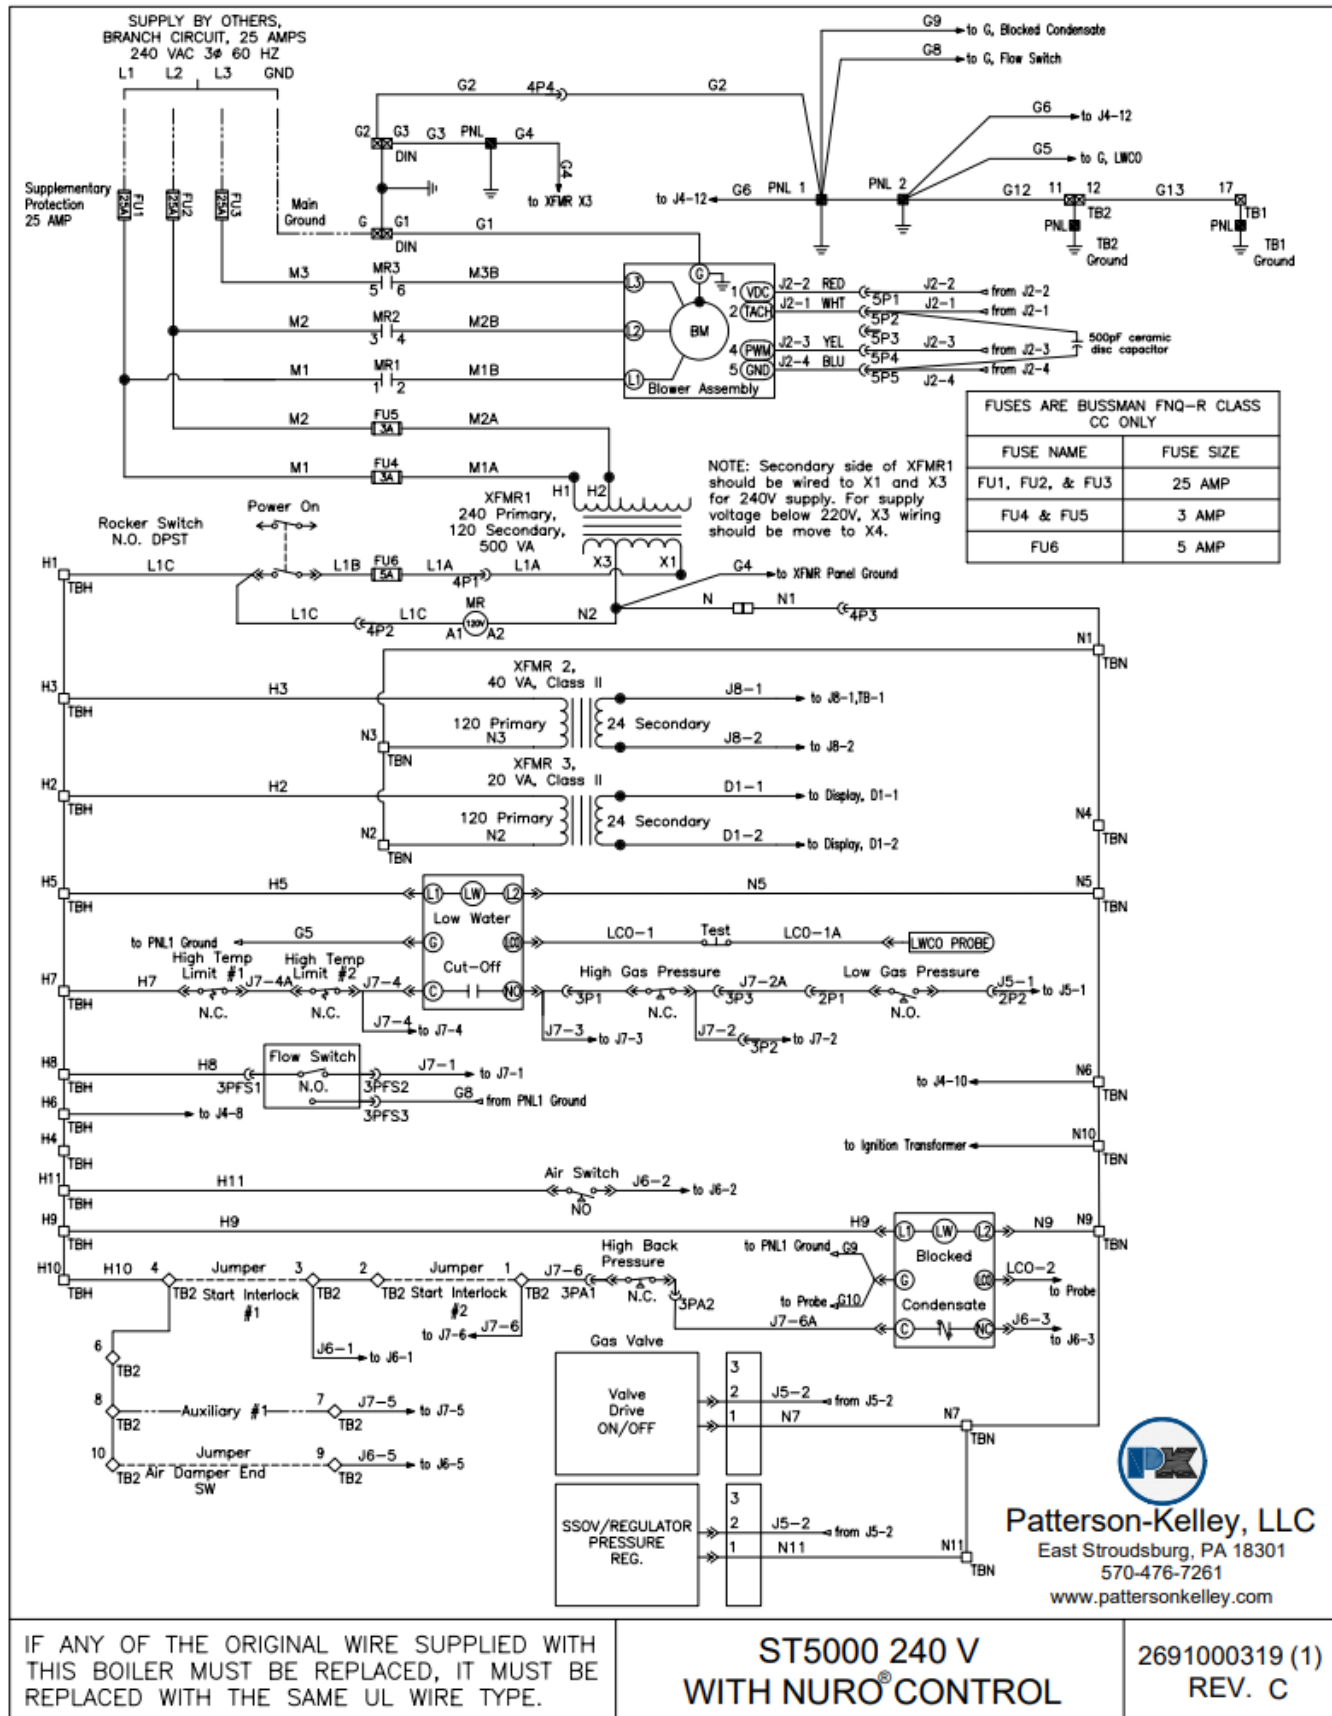 SUPPLY BY OTHERS,
BRANCH CIRCUIT, 25 AMPS
240 VAC 3ø 60 HZ
L1 L2 L3 GND
G9 to G, Blocked Condensate
G8 to G, Flow Switch
G2 4P4 G2
G6 to J4-12
G5 to G, LWCO
G2 G3 G3 PNL G4
DIN
G4
to XFMR X3
Supplementary
Protection
25 AMP
25A FU1
25A FU2
25A FU3
Main
Ground
G G1 G1
DIN
to J4-12 G6 PNL 1 PNL 2 G12 11 12 G13 17
TB2 TB1
PNL PNL
TB2
Ground
TB1
Ground
M3 MR3 M3B L3 G
5 6
M2 MR2 M2B L2 BM
3 4
M1 MR1 M1B L1
1 2
Blower Assembly
1 VDC J2-2 RED 5P1 J2-2 from J2-2
2 TACH J2-1 WHT 5P2 J2-1 from J2-1
4 PWM J2-3 YEL 5P3 J2-3 from J2-3
5 GND J2-4 BLU 5P4 from J2-4
5P5 J2-4
500pF ceramic
disc capacitor
M2 FU5 M2A
3A
M1 FU4 M1A
3A
H1 H2
FUSES ARE BUSSMAN FNQ-R CLASS
CC ONLY
FUSE NAME FUSE SIZE
FU1, FU2, & FU3 25 AMP
FU4 & FU5 3 AMP
FU6 5 AMP
NOTE: Secondary side of XFMR1
should be wired to X1 and X3
for 240V supply. For supply
voltage below 220V, X3 wiring
should be move to X4.
XFMR1
240 Primary,
120 Secondary,
500 VA
X3 X1
Power On
Rocker Switch
N.O. DPST
H1 L1C L1B FU6 L1A 4P1 L1A
TBH 5A
G4 to XFMR Panel Ground
L1C 4P2 L1C MR N2
A1 120V A2
N N1 4P3
N1
TBN
XFMR 2,
40 VA, Class II
H3 H3 J8-1 to J8-1,TB-1
TBH 120 Primary 24 Secondary
N3 N3 J8-2 to J8-2
TBN
XFMR 3,
20 VA, Class II
H2 H2 D1-1 to Display, D1-1
TBH 120 Primary 24 Secondary
N2 N2 D1-2 to Display, D1-2
TBN
N4
TBN
H5 H5 L1 LW L2 N5 N5
TBH TBN
Low Water
to PNL1 Ground G5 G LCO LCO-1 Test LCO-1A LWCO PROBE
Cut-Off
High Temp
Limit #1
High Temp
Limit #2
High Gas Pressure
Low Gas Pressure
H7 H7 J7-4A J7-4 C NO 3P1 3P3 J7-2A 2P1 J5-1 2P2 to J5-1
TBH N.C. N.C. N.C. N.O.
J7-4 to J7-4
J7-3 to J7-3
J7-2 3P2 to J7-2
H8 H8 3PFS1 Flow Switch 3PFS2 J7-1 to J7-1
TBH N.O.
3PFS3 G8 from PNL1 Ground
H6 to J4-8
TBH
to J4-10 N6
TBN
H4
TBH
to Ignition Transformer N10
TBN
H11 H11 Air Switch J6-2 to J6-2
TBH NO
H9 H9 H9 L1 LW L2 N9 N9
TBH TBN
Blocked
to PNL1 Ground G9 G LCO LCO-2
to Probe G10 to Probe
Condensate
J7-6A C NC J6-3
to J6-3
H10 H10 4 Jumper 3 2 Jumper 1 J7-6 High Back
Pressure
TBH TB2 Start Interlock
#1
TB2 Start Interlock
#2
TB2 3PA1 N.C. 3PA2
J6-1 to J6-1
to J7-6 J7-6
6
TB2
8 Auxiliary #1 7 J7-5 to J7-5
TB2 TB2
10 Jumper 9 J6-5 to J6-5
TB2 Air Damper End
SW
TB2
Gas Valve
Valve
Drive
ON/OFF
3
2 J5-2 from J5-2
1 N7 N7
TBN
SSOV/REGULATOR
PRESSURE
REG.
3
2 J5-2 from J5-2
1 N11 N11
TBN
PK
Patterson-Kelley, LLC
East Stroudsburg, PA 18301
570-476-7261
www.pattersonkelley.com
IF ANY OF THE ORIGINAL WIRE SUPPLIED WITH
THIS BOILER MUST BE REPLACED, IT MUST BE
REPLACED WITH THE SAME UL WIRE TYPE.
ST5000 240 V
WITH NURO® CONTROL
2691000319 (1)
REV. C